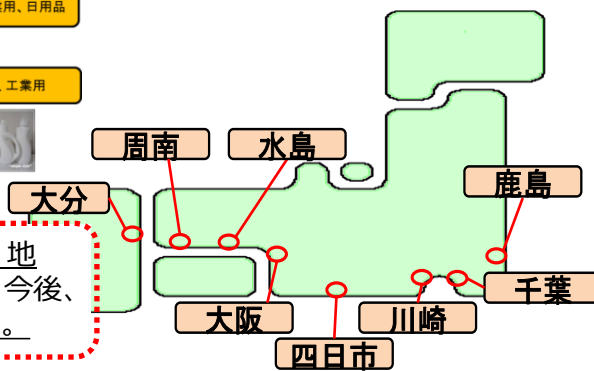 用、日用品
、工業用
周南
水島
鹿島
大分
地
今後、
。
千葉
大阪
川崎
四日市